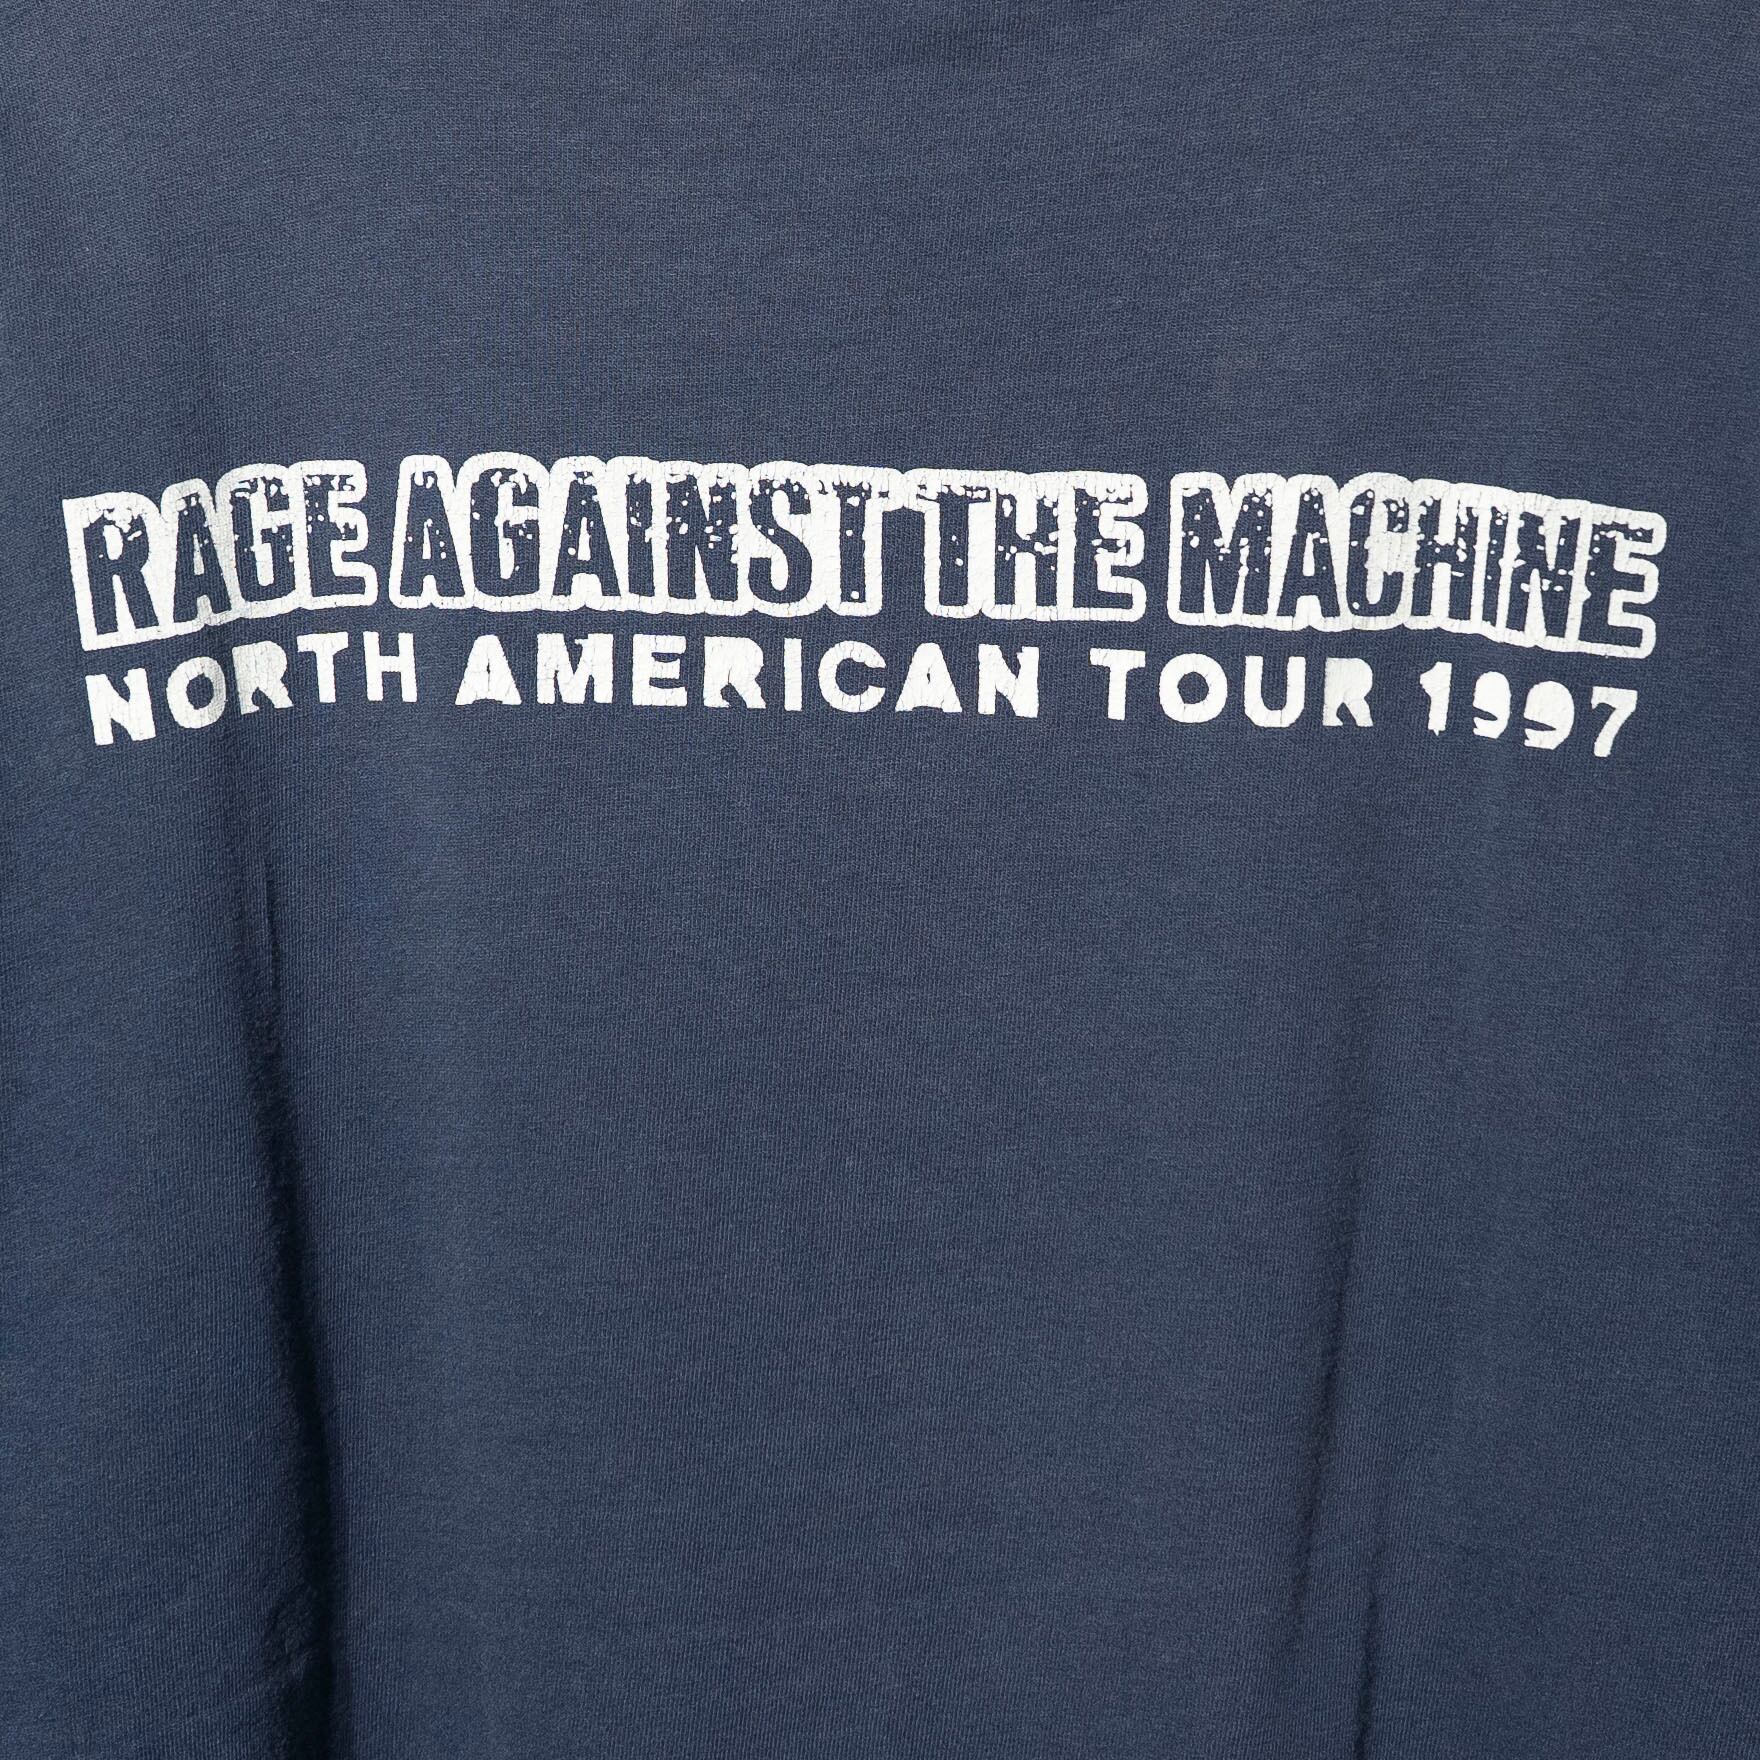 RAGE AGAINST THE MACHINE
NORTH AMERICAN TOUR 1997